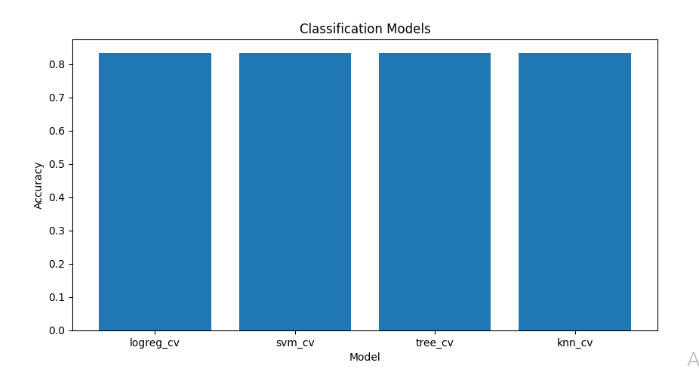 Classification Models
0.8
0.7
0.6
0.5
0.4
0.3
0.2
0.1
0.0
Accuracy
logreg_cv svm_cv tree_cv knn_cv
Model
A